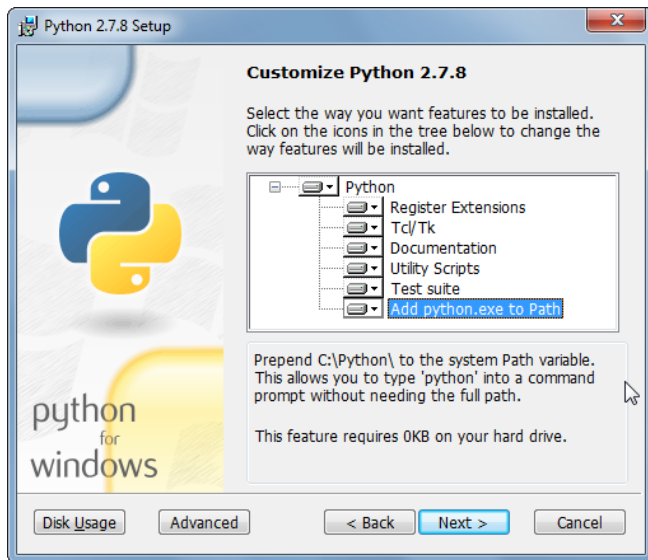 Python 2.7.8 Setup
Customize Python 2.7.8
Select the way you want features to be installed.
Click on the icons in the tree below to change the
way features will be installed.
Python
Register Extensions
Tcl/Tk
Documentation
Utility Scripts
Test suite
Add python.exe to Path
Prepend C:\Python\ to the system Path variable.
This allows you to type 'python' into a command
prompt without needing the full path.
This feature requires 0KB on your hard drive.
python
for
windows
Disk Usage
Advanced
< Back
Next >
Cancel